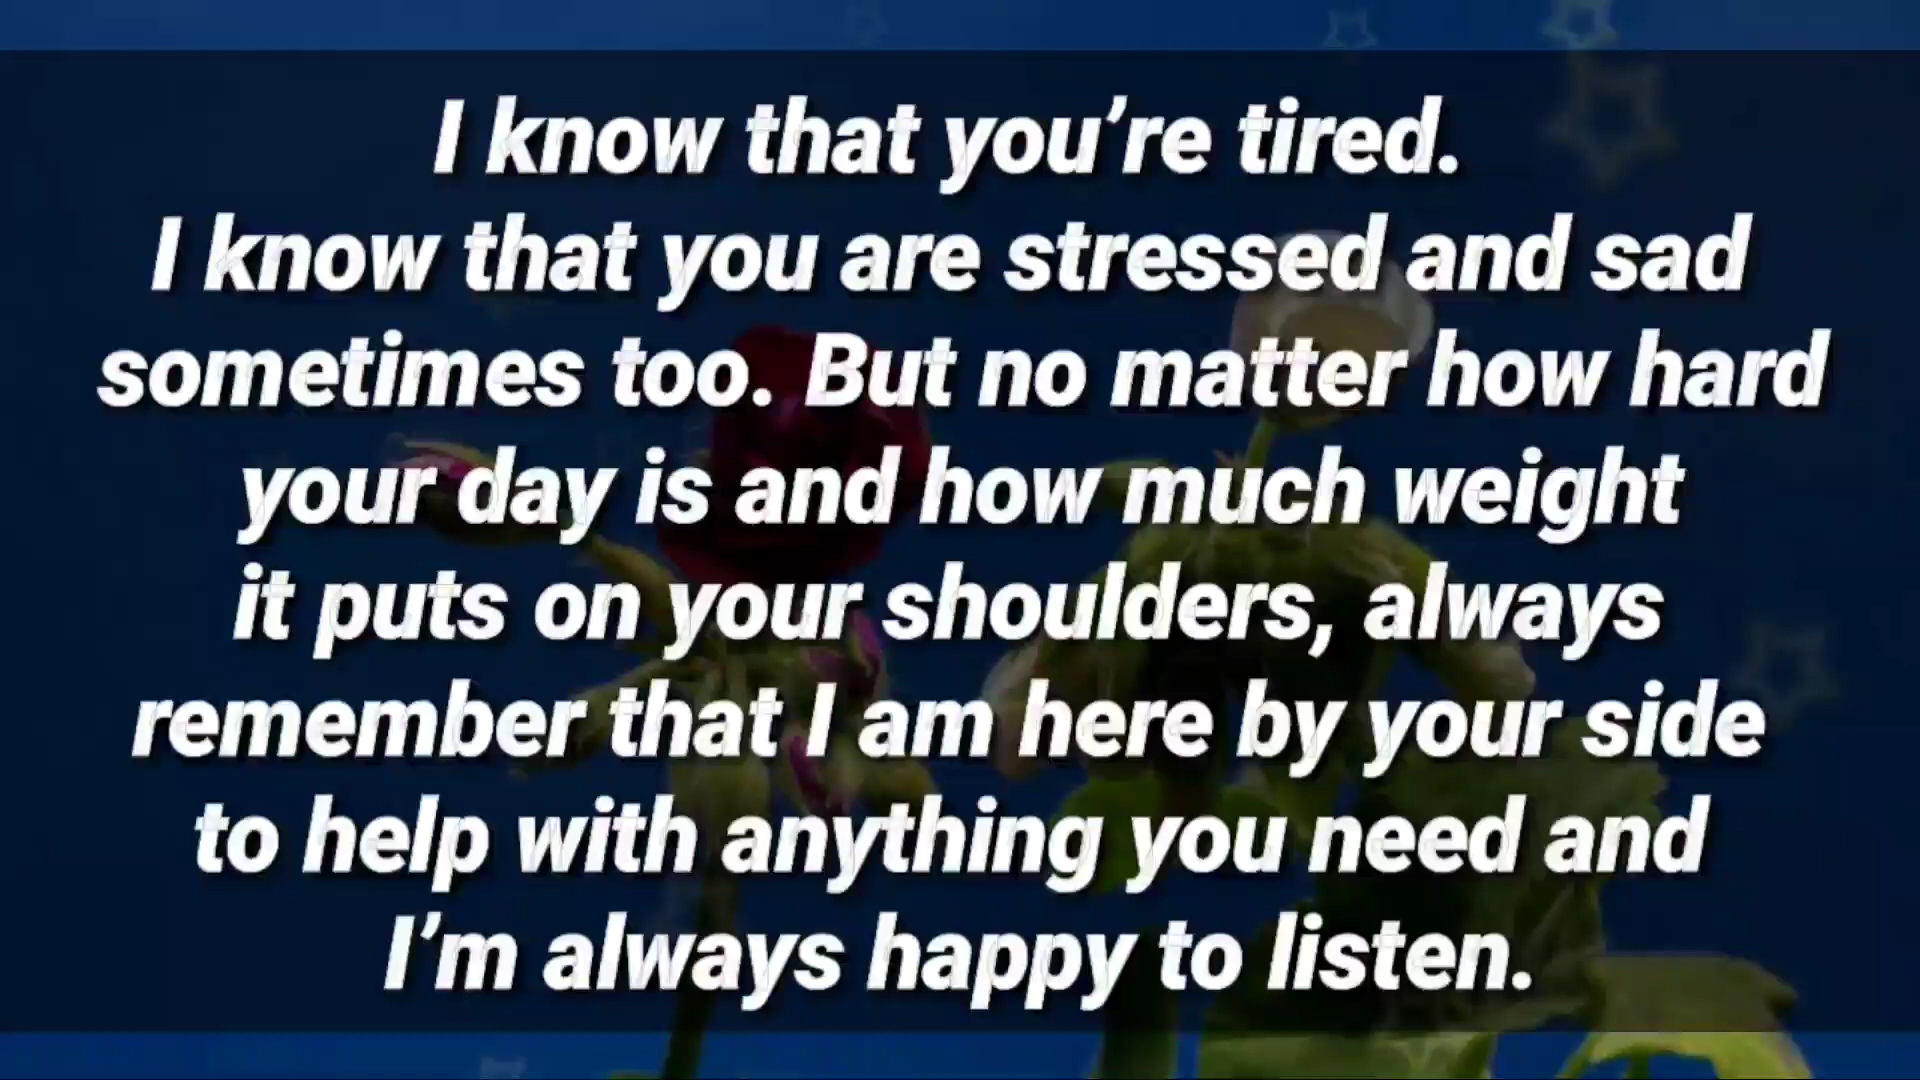 I know that you’re tired.
I know that you are stressed and sad
sometimes too. But no matter how hard
your day is and how much weight
it puts on your shoulders, always
remember that I am here by your side
to help with anything you need and
I’m always happy to listen.